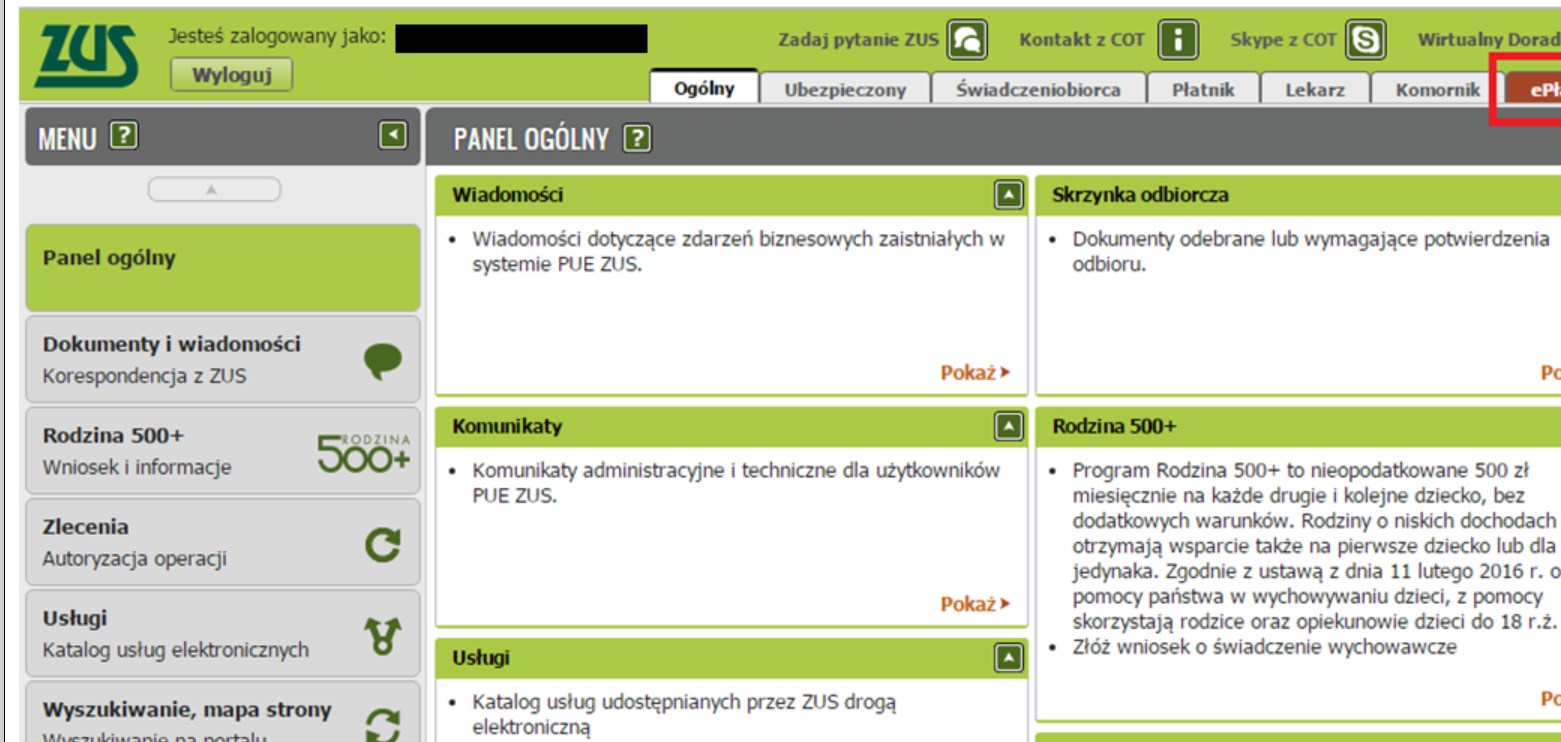 ZUS
Jesteś zalogowany jako:
Wyloguj
Zadaj pytanie ZUS
Kontakt z COT
Skype z COT
Wirtualny
Ogólny
Ubezpieczony
Świadczeniobiorca
Płatnik
Lekarz
Komornik
MENU ?
PANEL OGÓLNY ?
Panel ogólny
Dokumenty i wiadomości
Korespondencja z ZUS
Rodzina 500+
Wniosek i informacje
RODZINA
500+
Zlecenia
Autoryzacja operacji
Usługi
Katalog usług elektronicznych
Wyszukiwanie, mapa strony
Wyszukiwanie na portalu
Wiadomości
• Wiadomości dotyczące zdarzeń biznesowych zaistniałych w
systemie PUE ZUS.
Pokaż
Komunikaty
• Komunikaty administracyjne i techniczne dla użytkowników
PUE ZUS.
Pokaż
Usługi
• Katalog usług udostępnianych przez ZUS drogą
elektroniczną
Skrzynka odbiorcza
• Dokumenty odebrane lub wymagające potwierdzenia
odbioru.
Rodzina 500+
• Program Rodzina 500+ to nieopodatkowane 500 zł
miesięcznie na każde drugie i kolejne dziecko, bez
dodatkowych warunków. Rodziny o niskich dochodach
otrzymają wsparcie także na pierwsze dziecko lub dla
jedynaka. Zgodnie z ustawą z dnia 11 lutego 2016 r. o
pomocy państwa w wychowywaniu dzieci, z pomocy
skorzystają rodzice oraz opiekunowie dzieci do 18 r.ż.
• Złóż wniosek o świadczenie wychowawcze